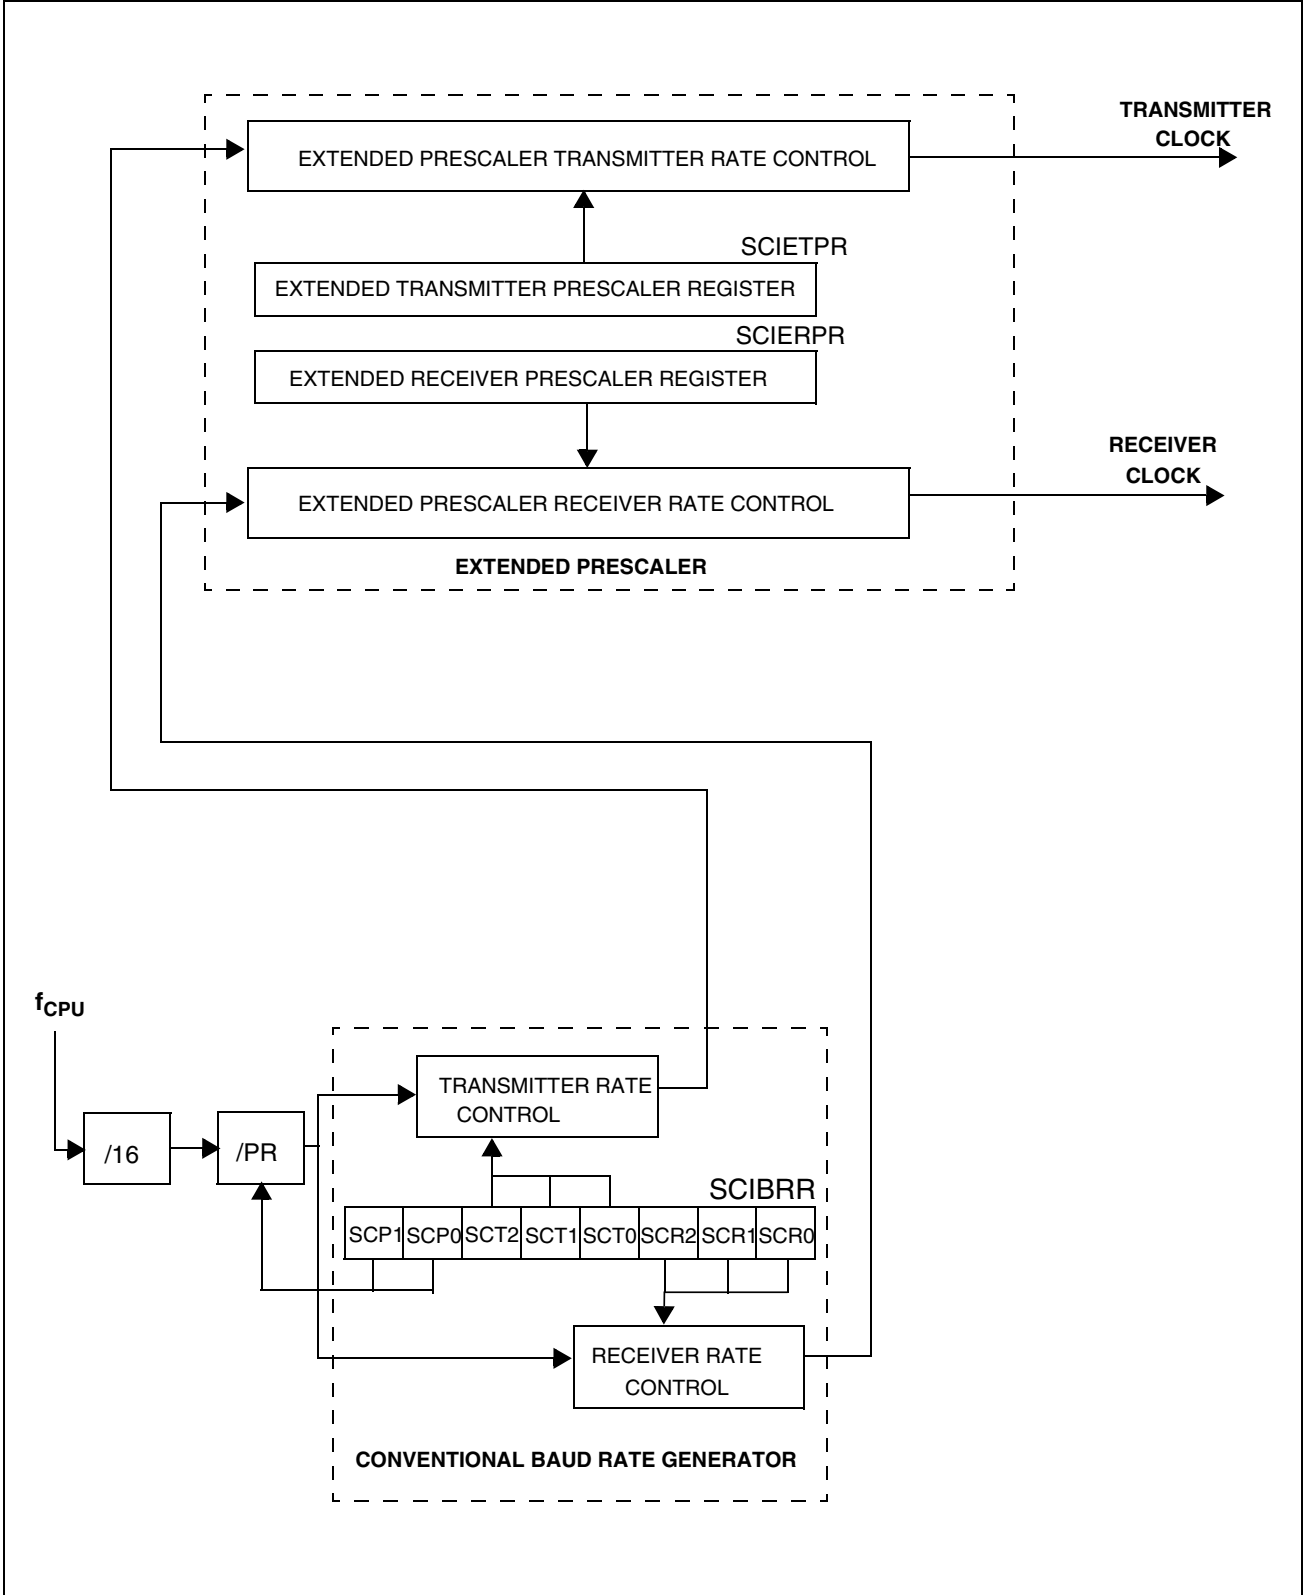 TRANSMITTER
CLOCK
EXTENDED PRESCALER TRANSMITTER RATE CONTROL
SCIETPR
EXTENDED TRANSMITTER PRESCALER REGISTER
SCIERPR
EXTENDED RECEIVER PRESCALER REGISTER
RECEIVER
CLOCK
EXTENDED PRESCALER RECEIVER RATE CONTROL
EXTENDED PRESCALER
fCPU
TRANSMITTER RATE
CONTROL
/16
/PR
SCIBRR
SCP1 SCP0 SCT2 SCT1 SCT0 SCR2 SCR1 SCR0
RECEIVER RATE
CONTROL
CONVENTIONAL BAUD RATE GENERATOR